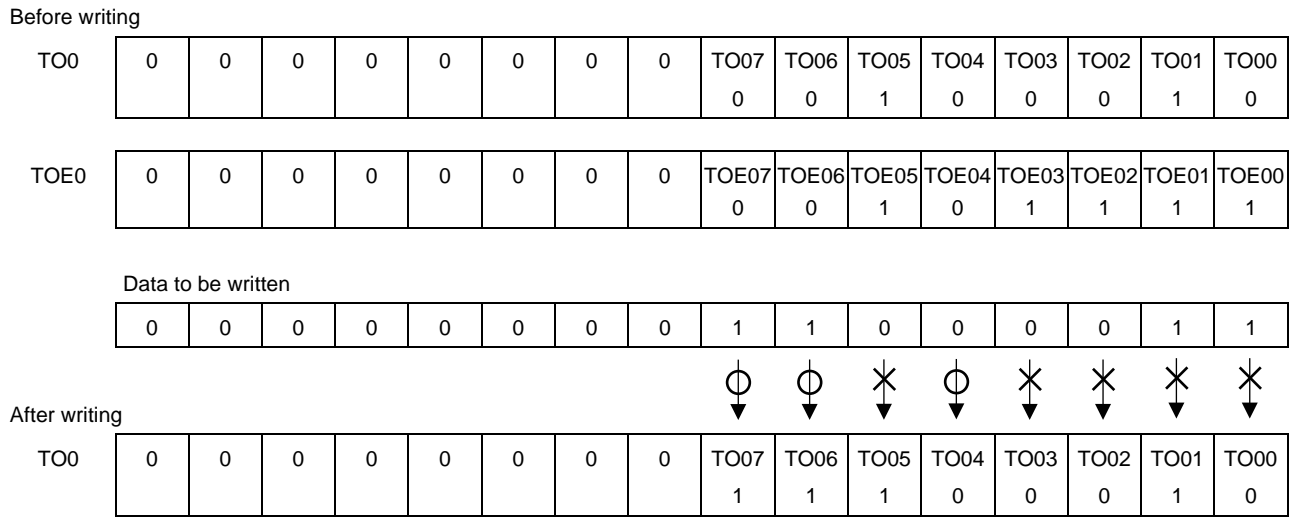 Before writing
TO0 0 0 0 0 0 0 0 0 TO07 TO06 TO05 TO04 TO03 TO02 TO01 TO00
0 0 1 0 0 0 1 0
TOE0 0 0 0 0 0 0 0 0 TOE07 TOE06 TOE05 TOE04 TOE03 TOE02 TOE01 TOE00
0 0 1 0 1 1 1 1
Data to be written
0 0 0 0 0 0 0 0 1 1 0 0 0 0 1 1
After writing
TO0 0 0 0 0 0 0 0 0 TO07 TO06 TO05 TO04 TO03 TO02 TO01 TO00
1 1 1 0 0 0 1 0